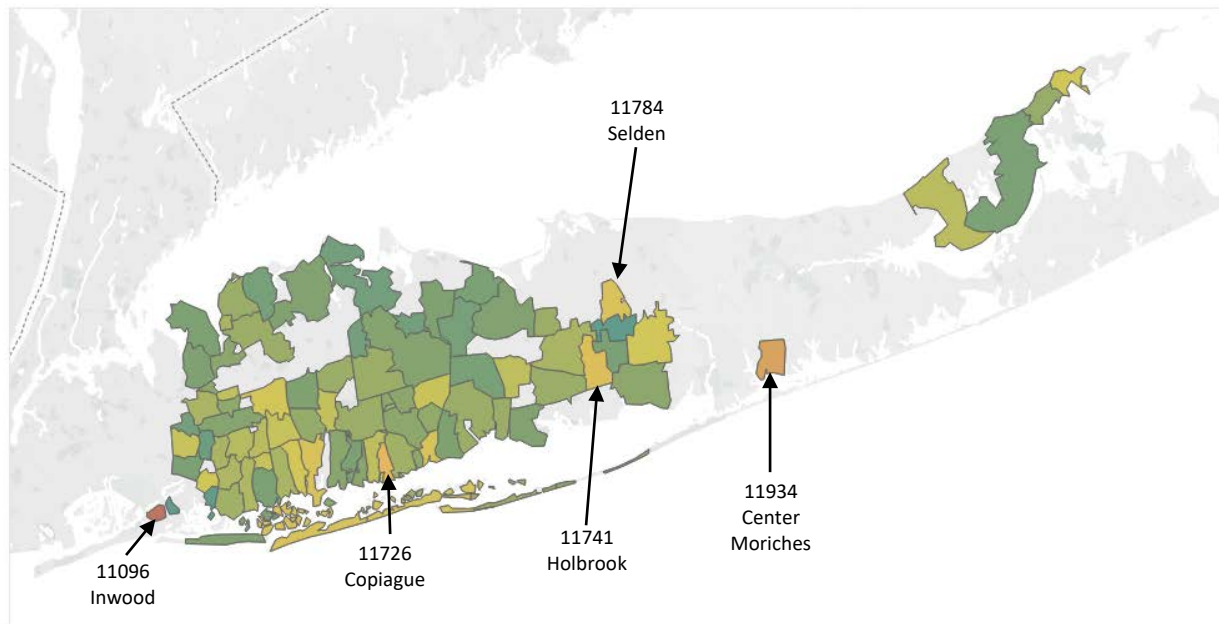 11784
Selden
11096
Inwood
11726
Copiague
11741
Holbrook
11934
Center
Moriches